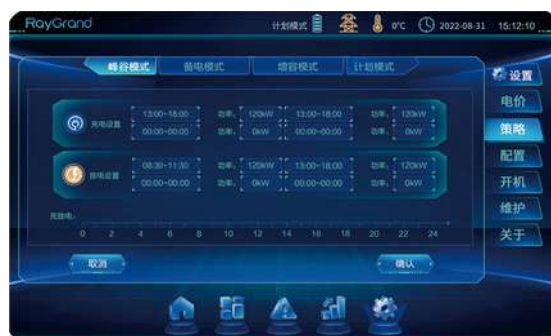 RayGrand 计划模式 0℃ 2022-08-31 15:12:10
峰谷模式 备电模式 增容模式 计划模式
设置
电价
策略
配置
开机
维护
关于
充电设置 13:00~16:00 功率: 120kW 13:00~16:00 功率: 120kW
00:00~00:00 功率: 0kW 00:00~00:00 功率: 0kW
放电设置 08:30~11:30 功率: 120kW 13:00~18:00 功率: 120kW
00:00~00:00 功率: 0kW 00:00~00:00 功率: 0kW
充放电:
0 2 4 6 8 10 12 14 16 18 20 22 24
取消 确认